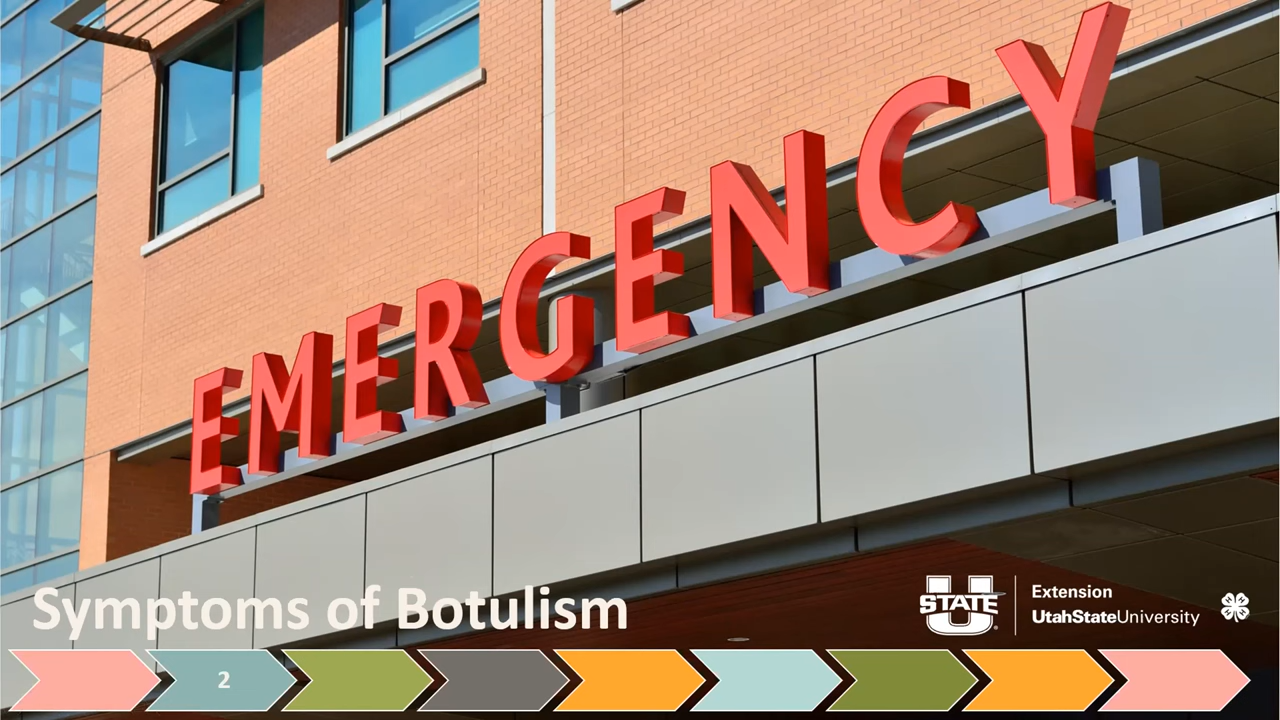 EMERGENCY
Symptoms of Botulism
U
STATE
Extension
UtahStateUniversity
2